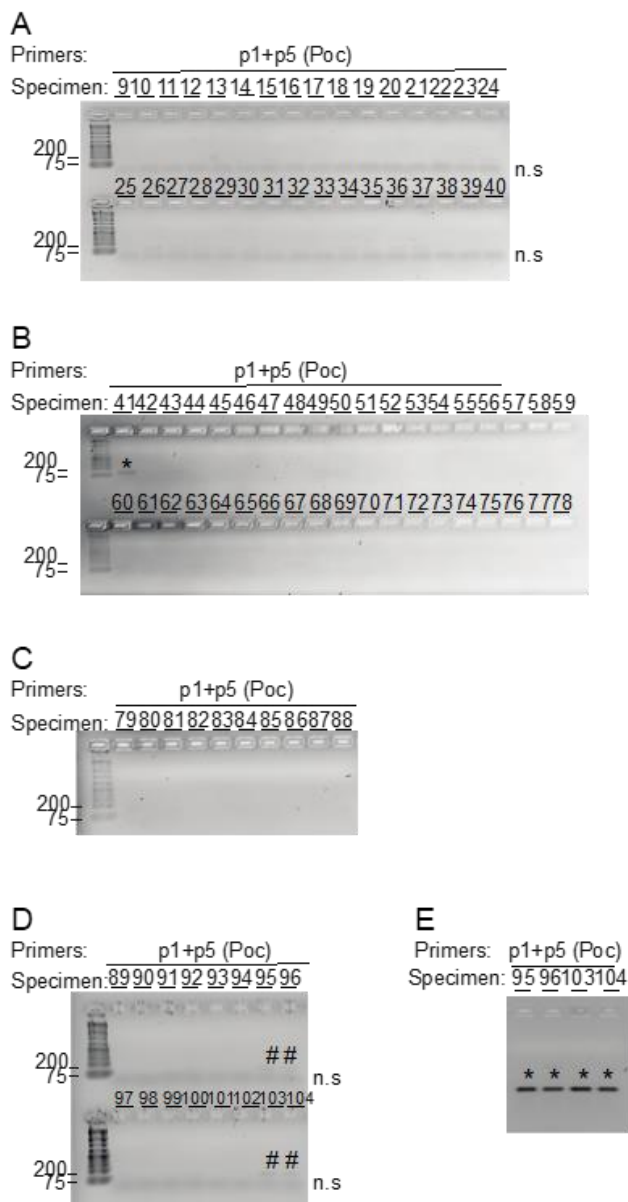 A
Primers: p1+p5 (Poc)
Specimen: 9 10 11 12 13 14 15 16 17 18 19 20 21 22 23 24
200
75
n.s
25 26 27 28 29 30 31 32 33 34 35 36 37 38 39 40
200
75
n.s
B
Primers: p1+p5 (Poc)
Specimen: 41 42 43 44 45 46 47 48 49 50 51 52 53 54 55 56 57 58 59
200
75
*
60 61 62 63 64 65 66 67 68 69 70 71 72 73 74 75 76 77 78
200
75
C
Primers: p1+p5 (Poc)
Specimen: 79 80 81 82 83 84 85 86 87 88
200
75
D
Primers: p1+p5 (Poc)
Specimen: 89 90 91 92 93 94 95 96
# #
200
75
n.s
97 98 99 100 101 102 103 104
# #
200
75
n.s
E
Primers: p1+p5 (Poc)
Specimen: 95 96 103 104
* * * *